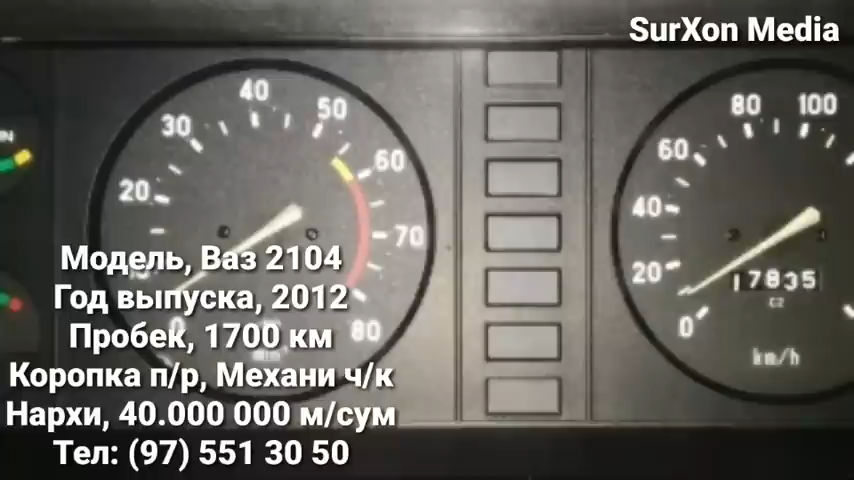 SurXon Media
40
50
30
60
20
70
80
80
100
60
40
20
17835
0
km/h
Модель, Ваз 2104
Год выпуска, 2012
Пробек, 1700 км
Коропка п/р, Механи ч/к
Нархи, 40.000 000 м/сум
Тел: (97) 551 30 50